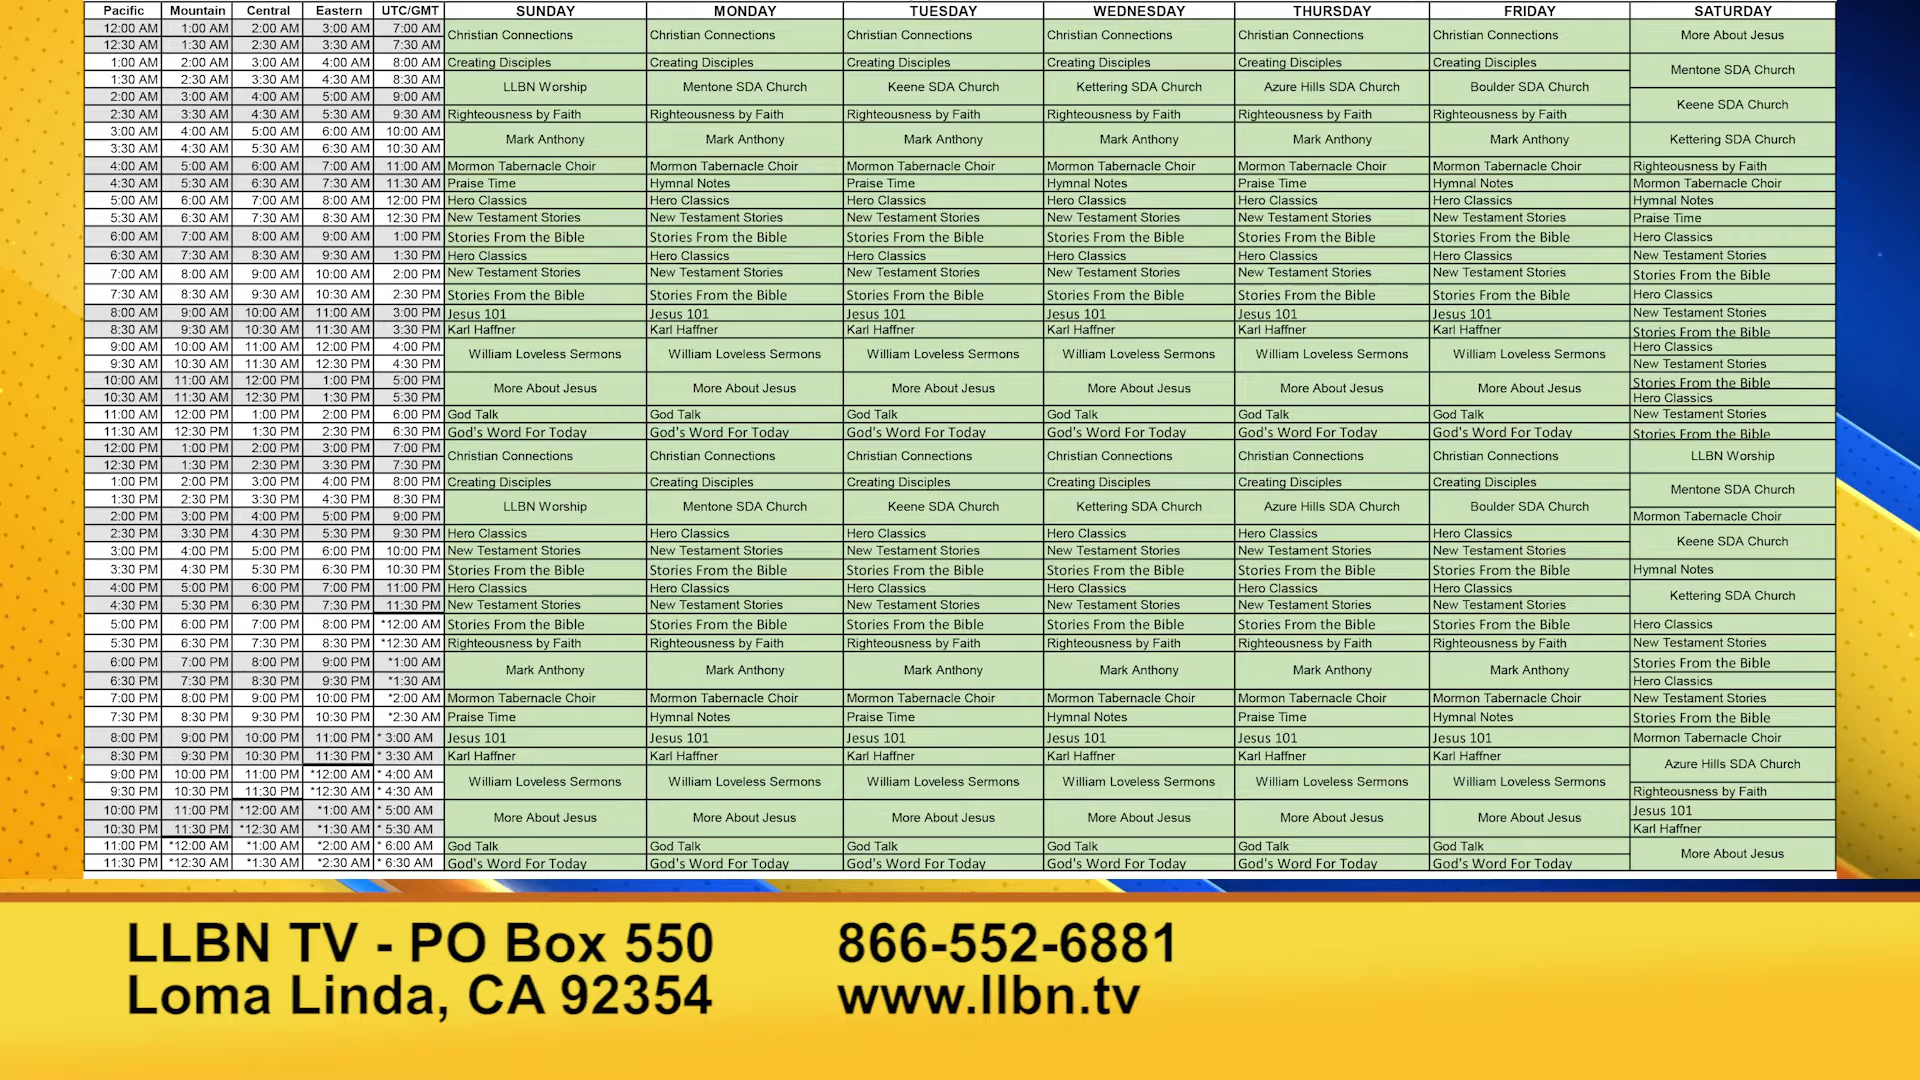 Pacific Mountain Central Eastern UTC/GMT SUNDAY MONDAY TUESDAY WEDNESDAY THURSDAY FRIDAY SATURDAY
12:00 AM 1:00 AM 2:00 AM 3:00 AM 7:00 AM Christian Connections Christian Connections Christian Connections Christian Connections Christian Connections Christian Connections More About Jesus
12:30 AM 1:30 AM 2:30 AM 3:30 AM 7:30 AM
1:00 AM 2:00 AM 3:00 AM 4:00 AM 8:00 AM Creating Disciples Creating Disciples Creating Disciples Creating Disciples Creating Disciples Creating Disciples Mentone SDA Church
1:30 AM 2:30 AM 3:30 AM 4:30 AM 8:30 AM LLBN Worship Mentone SDA Church Keene SDA Church Kettering SDA Church Azure Hills SDA Church Boulder SDA Church
2:00 AM 3:00 AM 4:00 AM 5:00 AM 9:00 AM Keene SDA Church
2:30 AM 3:30 AM 4:30 AM 5:30 AM 9:30 AM Righteousness by Faith Righteousness by Faith Righteousness by Faith Righteousness by Faith Righteousness by Faith Righteousness by Faith
3:00 AM 4:00 AM 5:00 AM 6:00 AM 10:00 AM Mark Anthony Mark Anthony Mark Anthony Mark Anthony Mark Anthony Mark Anthony Kettering SDA Church
3:30 AM 4:30 AM 5:30 AM 6:30 AM 10:30 AM
4:00 AM 5:00 AM 6:00 AM 7:00 AM 11:00 AM Mormon Tabernacle Choir Mormon Tabernacle Choir Mormon Tabernacle Choir Mormon Tabernacle Choir Mormon Tabernacle Choir Mormon Tabernacle Choir Righteousness by Faith
4:30 AM 5:30 AM 6:30 AM 7:30 AM 11:30 AM Praise Time Hymnal Notes Praise Time Hymnal Notes Praise Time Hymnal Notes Mormon Tabernacle Choir
5:00 AM 6:00 AM 7:00 AM 8:00 AM 12:00 PM Hero Classics Hero Classics Hero Classics Hero Classics Hero Classics Hero Classics Hymnal Notes
5:30 AM 6:30 AM 7:30 AM 8:30 AM 12:30 PM New Testament Stories New Testament Stories New Testament Stories New Testament Stories New Testament Stories New Testament Stories Praise Time
6:00 AM 7:00 AM 8:00 AM 9:00 AM 1:00 PM Stories From the Bible Stories From the Bible Stories From the Bible Stories From the Bible Stories From the Bible Stories From the Bible Hero Classics
6:30 AM 7:30 AM 8:30 AM 9:30 AM 1:30 PM Hero Classics Hero Classics Hero Classics Hero Classics Hero Classics Hero Classics New Testament Stories
7:00 AM 8:00 AM 9:00 AM 10:00 AM 2:00 PM New Testament Stories New Testament Stories New Testament Stories New Testament Stories New Testament Stories New Testament Stories Stories From the Bible
7:30 AM 8:30 AM 9:30 AM 10:30 AM 2:30 PM Stories From the Bible Stories From the Bible Stories From the Bible Stories From the Bible Stories From the Bible Stories From the Bible Hero Classics
8:00 AM 9:00 AM 10:00 AM 11:00 AM 3:00 PM Jesus 101 Jesus 101 Jesus 101 Jesus 101 Jesus 101 Jesus 101 New Testament Stories
8:30 AM 9:30 AM 10:30 AM 11:30 AM 3:30 PM Karl Haffner Karl Haffner Karl Haffner Karl Haffner Karl Haffner Karl Haffner Stories From the Bible
9:00 AM 10:00 AM 11:00 AM 12:00 PM 4:00 PM William Loveless Sermons William Loveless Sermons William Loveless Sermons William Loveless Sermons William Loveless Sermons William Loveless Sermons Hero Classics
9:30 AM 10:30 AM 11:30 AM 12:30 PM 4:30 PM New Testament Stories
10:00 AM 11:00 AM 12:00 PM 1:00 PM 5:00 PM More About Jesus More About Jesus More About Jesus More About Jesus More About Jesus More About Jesus Stories From the Bible
10:30 AM 11:30 AM 12:30 PM 1:30 PM 5:30 PM Hero Classics
11:00 AM 12:00 PM 1:00 PM 2:00 PM 6:00 PM God Talk God Talk God Talk God Talk God Talk God Talk New Testament Stories
11:30 AM 12:30 PM 1:30 PM 2:30 PM 6:30 PM God's Word For Today God's Word For Today God's Word For Today God's Word For Today God's Word For Today God's Word For Today Stories From the Bible
12:00 PM 1:00 PM 2:00 PM 3:00 PM 7:00 PM Christian Connections Christian Connections Christian Connections Christian Connections Christian Connections Christian Connections LLBN Worship
12:30 PM 1:30 PM 2:30 PM 3:30 PM 7:30 PM
1:00 PM 2:00 PM 3:00 PM 4:00 PM 8:00 PM Creating Disciples Creating Disciples Creating Disciples Creating Disciples Creating Disciples Creating Disciples Mentone SDA Church
1:30 PM 2:30 PM 3:30 PM 4:30 PM 8:30 PM LLBN Worship Mentone SDA Church Keene SDA Church Kettering SDA Church Azure Hills SDA Church Boulder SDA Church
2:00 PM 3:00 PM 4:00 PM 5:00 PM 9:00 PM Mormon Tabernacle Choir
2:30 PM 3:30 PM 4:30 PM 5:30 PM 9:30 PM Hero Classics Hero Classics Hero Classics Hero Classics Hero Classics Hero Classics Keene SDA Church
3:00 PM 4:00 PM 5:00 PM 6:00 PM 10:00 PM New Testament Stories New Testament Stories New Testament Stories New Testament Stories New Testament Stories New Testament Stories
3:30 PM 4:30 PM 5:30 PM 6:30 PM 10:30 PM Stories From the Bible Stories From the Bible Stories From the Bible Stories From the Bible Stories From the Bible Stories From the Bible Hymnal Notes
4:00 PM 5:00 PM 6:00 PM 7:00 PM 11:00 PM Hero Classics Hero Classics Hero Classics Hero Classics Hero Classics Hero Classics Kettering SDA Church
4:30 PM 5:30 PM 6:30 PM 7:30 PM 11:30 PM New Testament Stories New Testament Stories New Testament Stories New Testament Stories New Testament Stories New Testament Stories
5:00 PM 6:00 PM 7:00 PM 8:00 PM *12:00 AM Stories From the Bible Stories From the Bible Stories From the Bible Stories From the Bible Stories From the Bible Stories From the Bible Hero Classics
5:30 PM 6:30 PM 7:30 PM 8:30 PM *12:30 AM Righteousness by Faith Righteousness by Faith Righteousness by Faith Righteousness by Faith Righteousness by Faith Righteousness by Faith New Testament Stories
6:00 PM 7:00 PM 8:00 PM 9:00 PM *1:00 AM Mark Anthony Mark Anthony Mark Anthony Mark Anthony Mark Anthony Mark Anthony Stories From the Bible
6:30 PM 7:30 PM 8:30 PM 9:30 PM *1:30 AM Hero Classics
7:00 PM 8:00 PM 9:00 PM 10:00 PM *2:00 AM Mormon Tabernacle Choir Mormon Tabernacle Choir Mormon Tabernacle Choir Mormon Tabernacle Choir Mormon Tabernacle Choir Mormon Tabernacle Choir New Testament Stories
7:30 PM 8:30 PM 9:30 PM 10:30 PM *2:30 AM Praise Time Hymnal Notes Praise Time Hymnal Notes Praise Time Hymnal Notes Stories From the Bible
8:00 PM 9:00 PM 10:00 PM 11:00 PM * 3:00 AM Jesus 101 Jesus 101 Jesus 101 Jesus 101 Jesus 101 Jesus 101 Mormon Tabernacle Choir
8:30 PM 9:30 PM 10:30 PM 11:30 PM * 3:30 AM Karl Haffner Karl Haffner Karl Haffner Karl Haffner Karl Haffner Karl Haffner Azure Hills SDA Church
9:00 PM 10:00 PM 11:00 PM *12:00 AM * 4:00 AM William Loveless Sermons William Loveless Sermons William Loveless Sermons William Loveless Sermons William Loveless Sermons William Loveless Sermons
9:30 PM 10:30 PM 11:30 PM *12:30 AM * 4:30 AM Righteousness by Faith
10:00 PM 11:00 PM *12:00 AM *1:00 AM * 5:00 AM More About Jesus More About Jesus More About Jesus More About Jesus More About Jesus More About Jesus Jesus 101
10:30 PM 11:30 PM *12:30 AM *1:30 AM * 5:30 AM Karl Haffner
11:00 PM *12:00 AM *1:00 AM *2:00 AM * 6:00 AM God Talk God Talk God Talk God Talk God Talk God Talk More About Jesus
11:30 PM *12:30 AM *1:30 AM *2:30 AM * 6:30 AM God's Word For Today God's Word For Today God's Word For Today God's Word For Today God's Word For Today God's Word For Today
LLBN TV - PO Box 550 866-552-6881
Loma Linda, CA 92354 www.llbn.tv